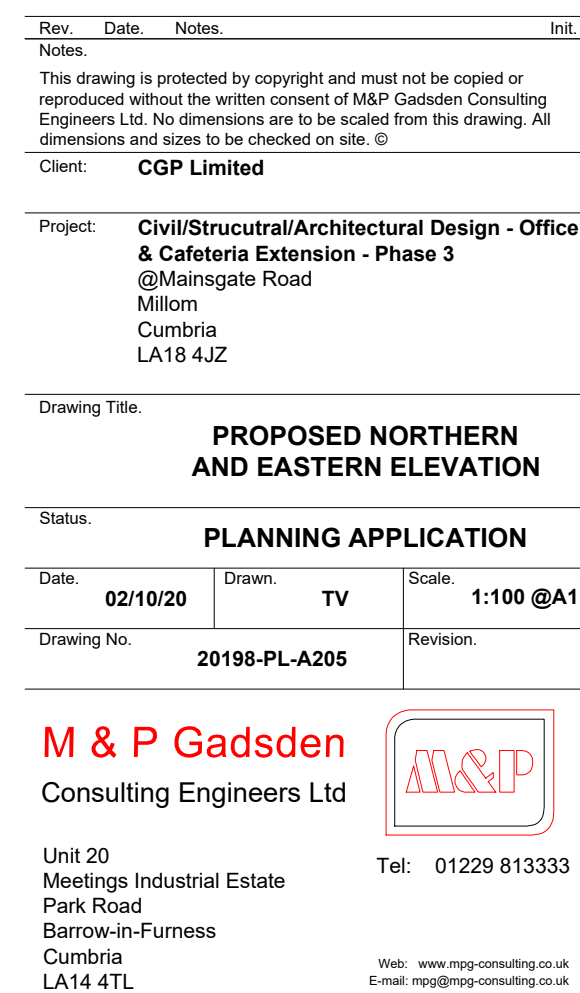 Rev. Date. Notes. Init.
Notes.
This drawing is protected by copyright and must not be copied or
reproduced without the written consent of M&P Gadsden Consulting
Engineers Ltd. No dimensions are to be scaled from this drawing. All
dimensions and sizes to be checked on site. ©
Client: CGP Limited
Project: Civil/Strucutral/Architectural Design - Office
& Cafeteria Extension - Phase 3
@Mainsgate Road
Millom
Cumbria
LA18 4JZ
Drawing Title.
PROPOSED NORTHERN
AND EASTERN ELEVATION
Status.
PLANNING APPLICATION
Date. Drawn. Scale.
02/10/20 TV 1:100 @A1
Drawing No. Revision.
20198-PL-A205
M & P Gadsden
Consulting Engineers Ltd
M&P
Unit 20
Meetings Industrial Estate
Park Road
Barrow-in-Furness
Cumbria
LA14 4TL
Tel: 01229 813333
Web: www.mpg-consulting.co.uk
E-mail: mpg@mpg-consulting.co.uk